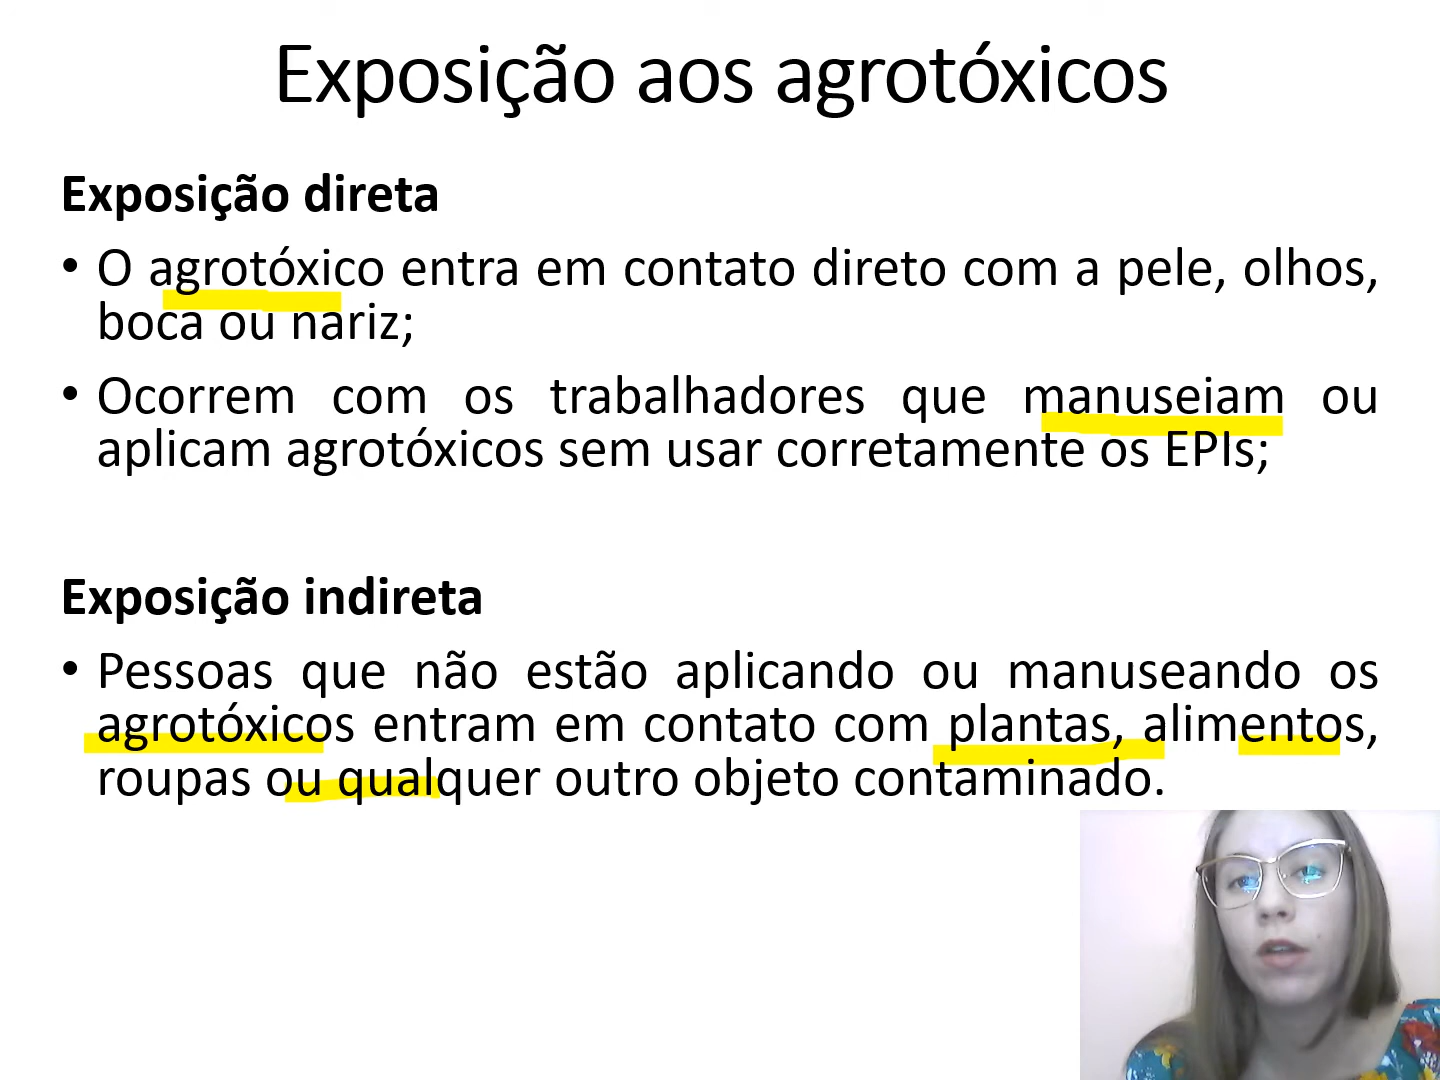 Exposição aos agrotóxicos
Exposição direta
• O agrotóxico entra em contato direto com a pele, olhos,
boca ou nariz;
• Ocorrem com os trabalhadores que manuseiam ou
aplicam agrotóxicos sem usar corretamente os EPIs;
Exposição indireta
• Pessoas que não estão aplicando ou manuseando os
agrotóxicos entram em contato com plantas, alimentos,
roupas ou qualquer outro objeto contaminado.